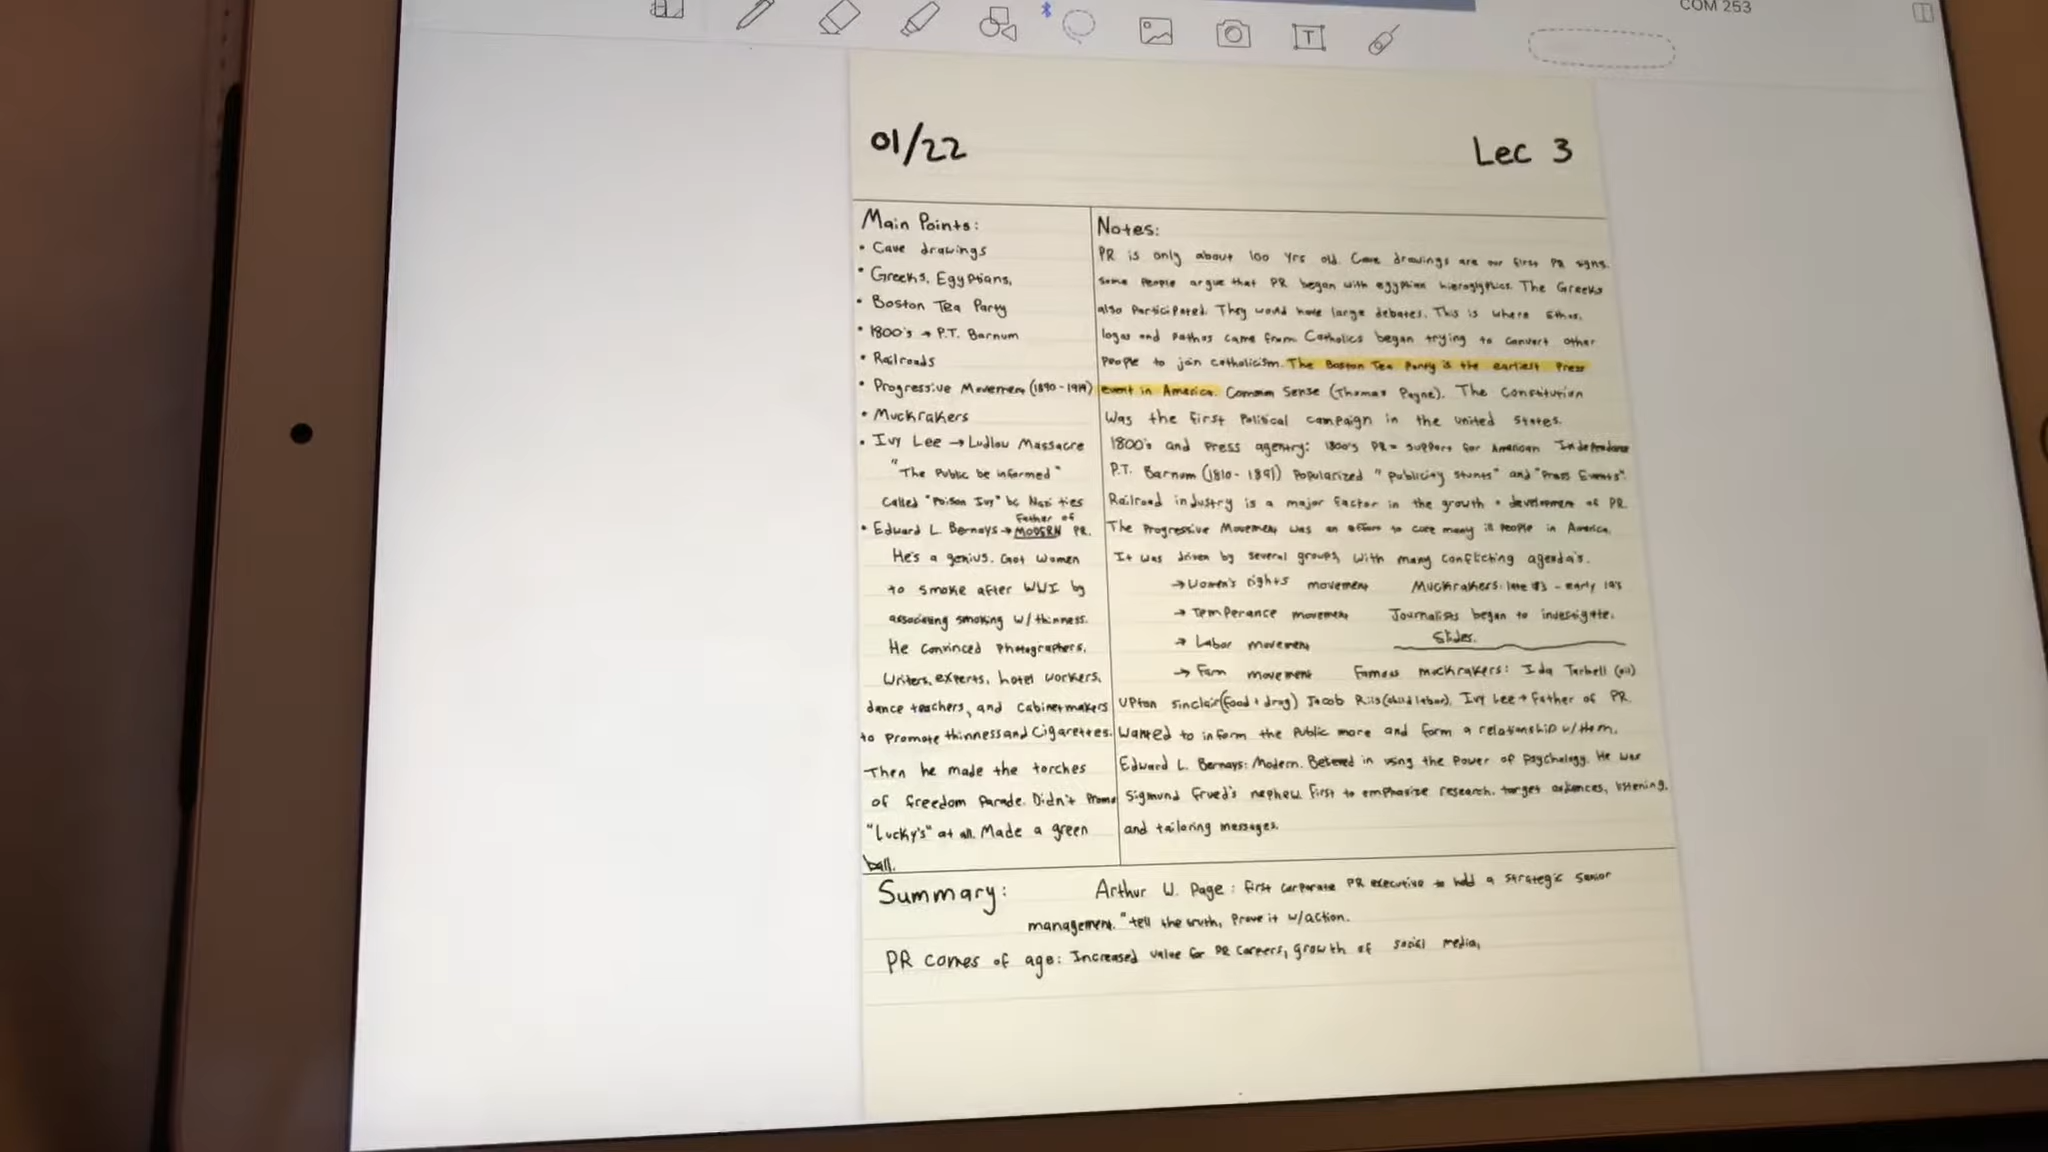 COM 253
01/22
Lec 3
Main Points:
• Cave drawings
• Greeks, Egyptians,
• Boston Tea Party
• 1800's → P.T. Barnum
• Railroads
• Progressive Movement (1890-1919)
• Muckrakers
• Ivy Lee → Ludlow Massacre
"The Public be informed"
Called "Poison Ivy" bc Nazi ties
• Edward L. Bernays → Father of MODERN PR.
He's a genius. Got women
to smoke after WWI by
associating smoking w/ thinness.
He convinced photographers,
writers, experts, hotel workers,
dance teachers, and cabinetmakers
to promote thinness and cigarettes.
Then he made the torches
of freedom parade. Didn't promo
"Lucky's" at all. Made a green
ball.
Notes:
PR is only about 100 yrs old. Cave drawings are our first PR signs.
some people argue that PR began with egyptian hieroglyphics. The Greeks
also participated. They would have large debates. This is where ethos,
logos and pathos came from. Catholics began trying to convert other
people to join catholicism. The Boston Tea Party is the earliest Press
event in America. Common Sense (Thomas Payne). The Constitution
was the first political campaign in the united states.
1800's and Press agentry: 1800's PR = support for American Independence
P.T. Barnum (1810-1891) Popularized "publicity stunts" and "Press Events".
Railroad industry is a major factor in the growth + development of PR
The Progressive Movement was an effort to cure many ill people in America.
It was driven by several groups, with many conflicting agenda's.
→ Women's rights movement Muckrakers: late - early
→ Temperance movement Journalists began to investigate.
→ Labor movement Slides.
→ Farm movement Famous muckrakers: Ida Tarbell (oil)
Upton Sinclair (food + drug) Jacob Riis (child labor). Ivy Lee → Father of PR.
Wanted to inform the public more and form a relationship w/ them.
Edward L. Bernays: Modern. Believed in using the power of psychology. He was
Sigmund Frued's nephew. First to emphasize research, target audiences, listening,
and tailoring messages.
Summary: Arthur W. Page: first corporate PR executive to hold a strategic senior
management. "tell the truth, prove it w/action.
PR comes of age: Increased value for PR careers, growth of social media,